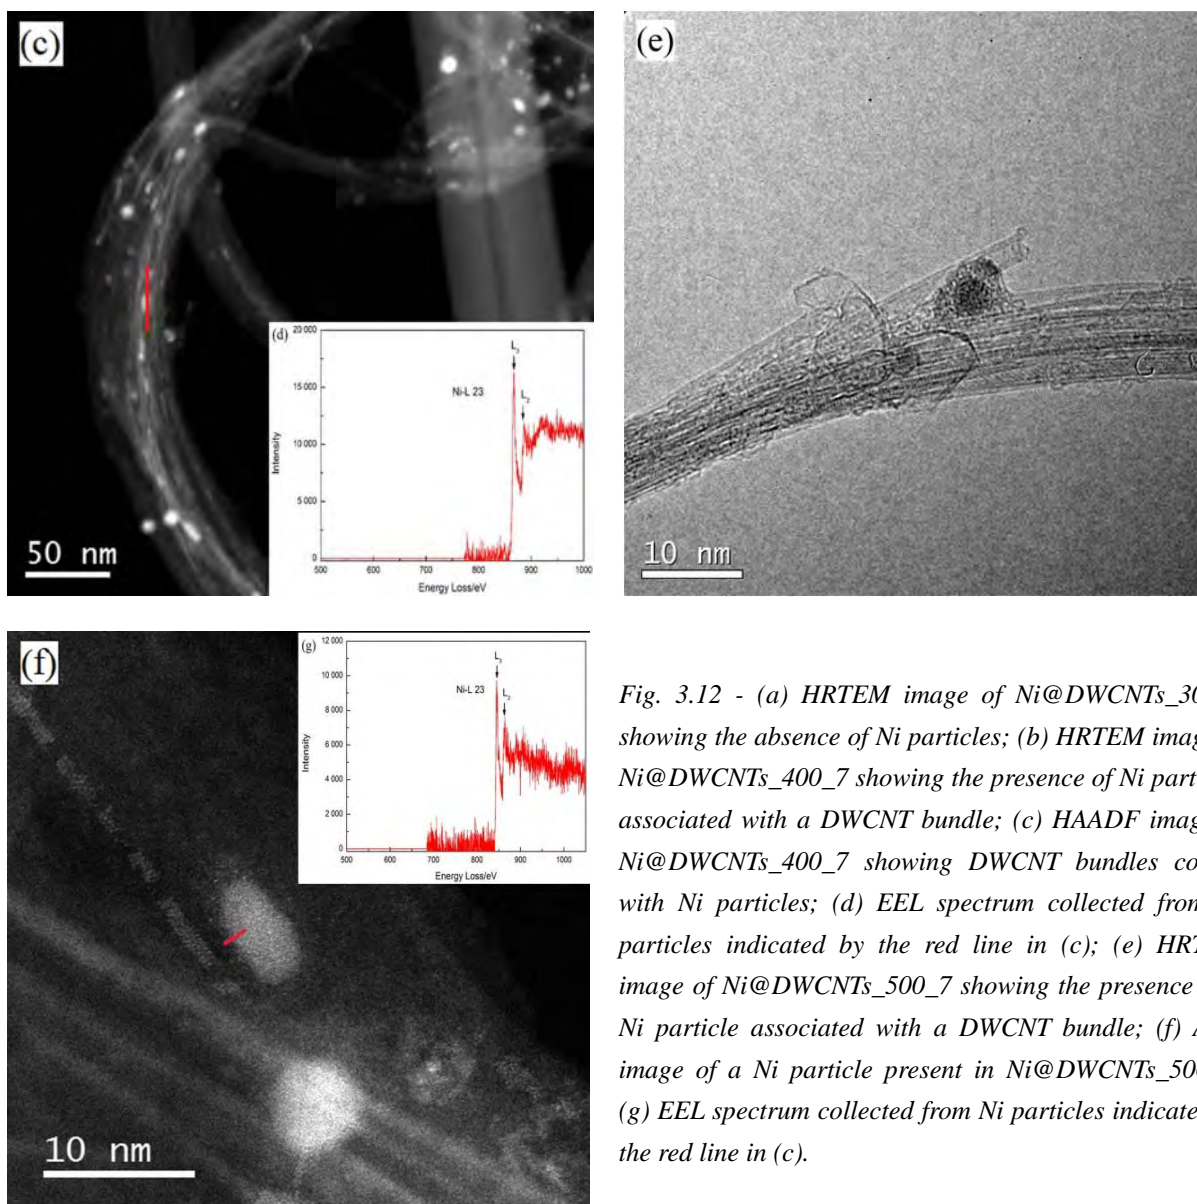 (c)
50 nm
(d)
20 000
15 000
10 000
5 000
0
Intensity
Ni-L 23
L3
L2
500 600 700 800 900 1000
Energy Loss/eV
(e)
10 nm
(f)
10 nm
(g)
12 000
10 000
8 000
6 000
4 000
2 000
0
Intensity
Ni-L 23
L3
L2
500 600 700 800 900 1000
Energy Loss/eV
Fig. 3.12 - (a) HRTEM image of Ni@DWCNTs_30
showing the absence of Ni particles; (b) HRTEM imag
Ni@DWCNTs_400_7 showing the presence of Ni part
associated with a DWCNT bundle; (c) HAADF imag
Ni@DWCNTs_400_7 showing DWCNT bundles co
with Ni particles; (d) EEL spectrum collected from
particles indicated by the red line in (c); (e) HRT
image of Ni@DWCNTs_500_7 showing the presence
Ni particle associated with a DWCNT bundle; (f) A
image of a Ni particle present in Ni@DWCNTs_50
(g) EEL spectrum collected from Ni particles indicate
the red line in (c).